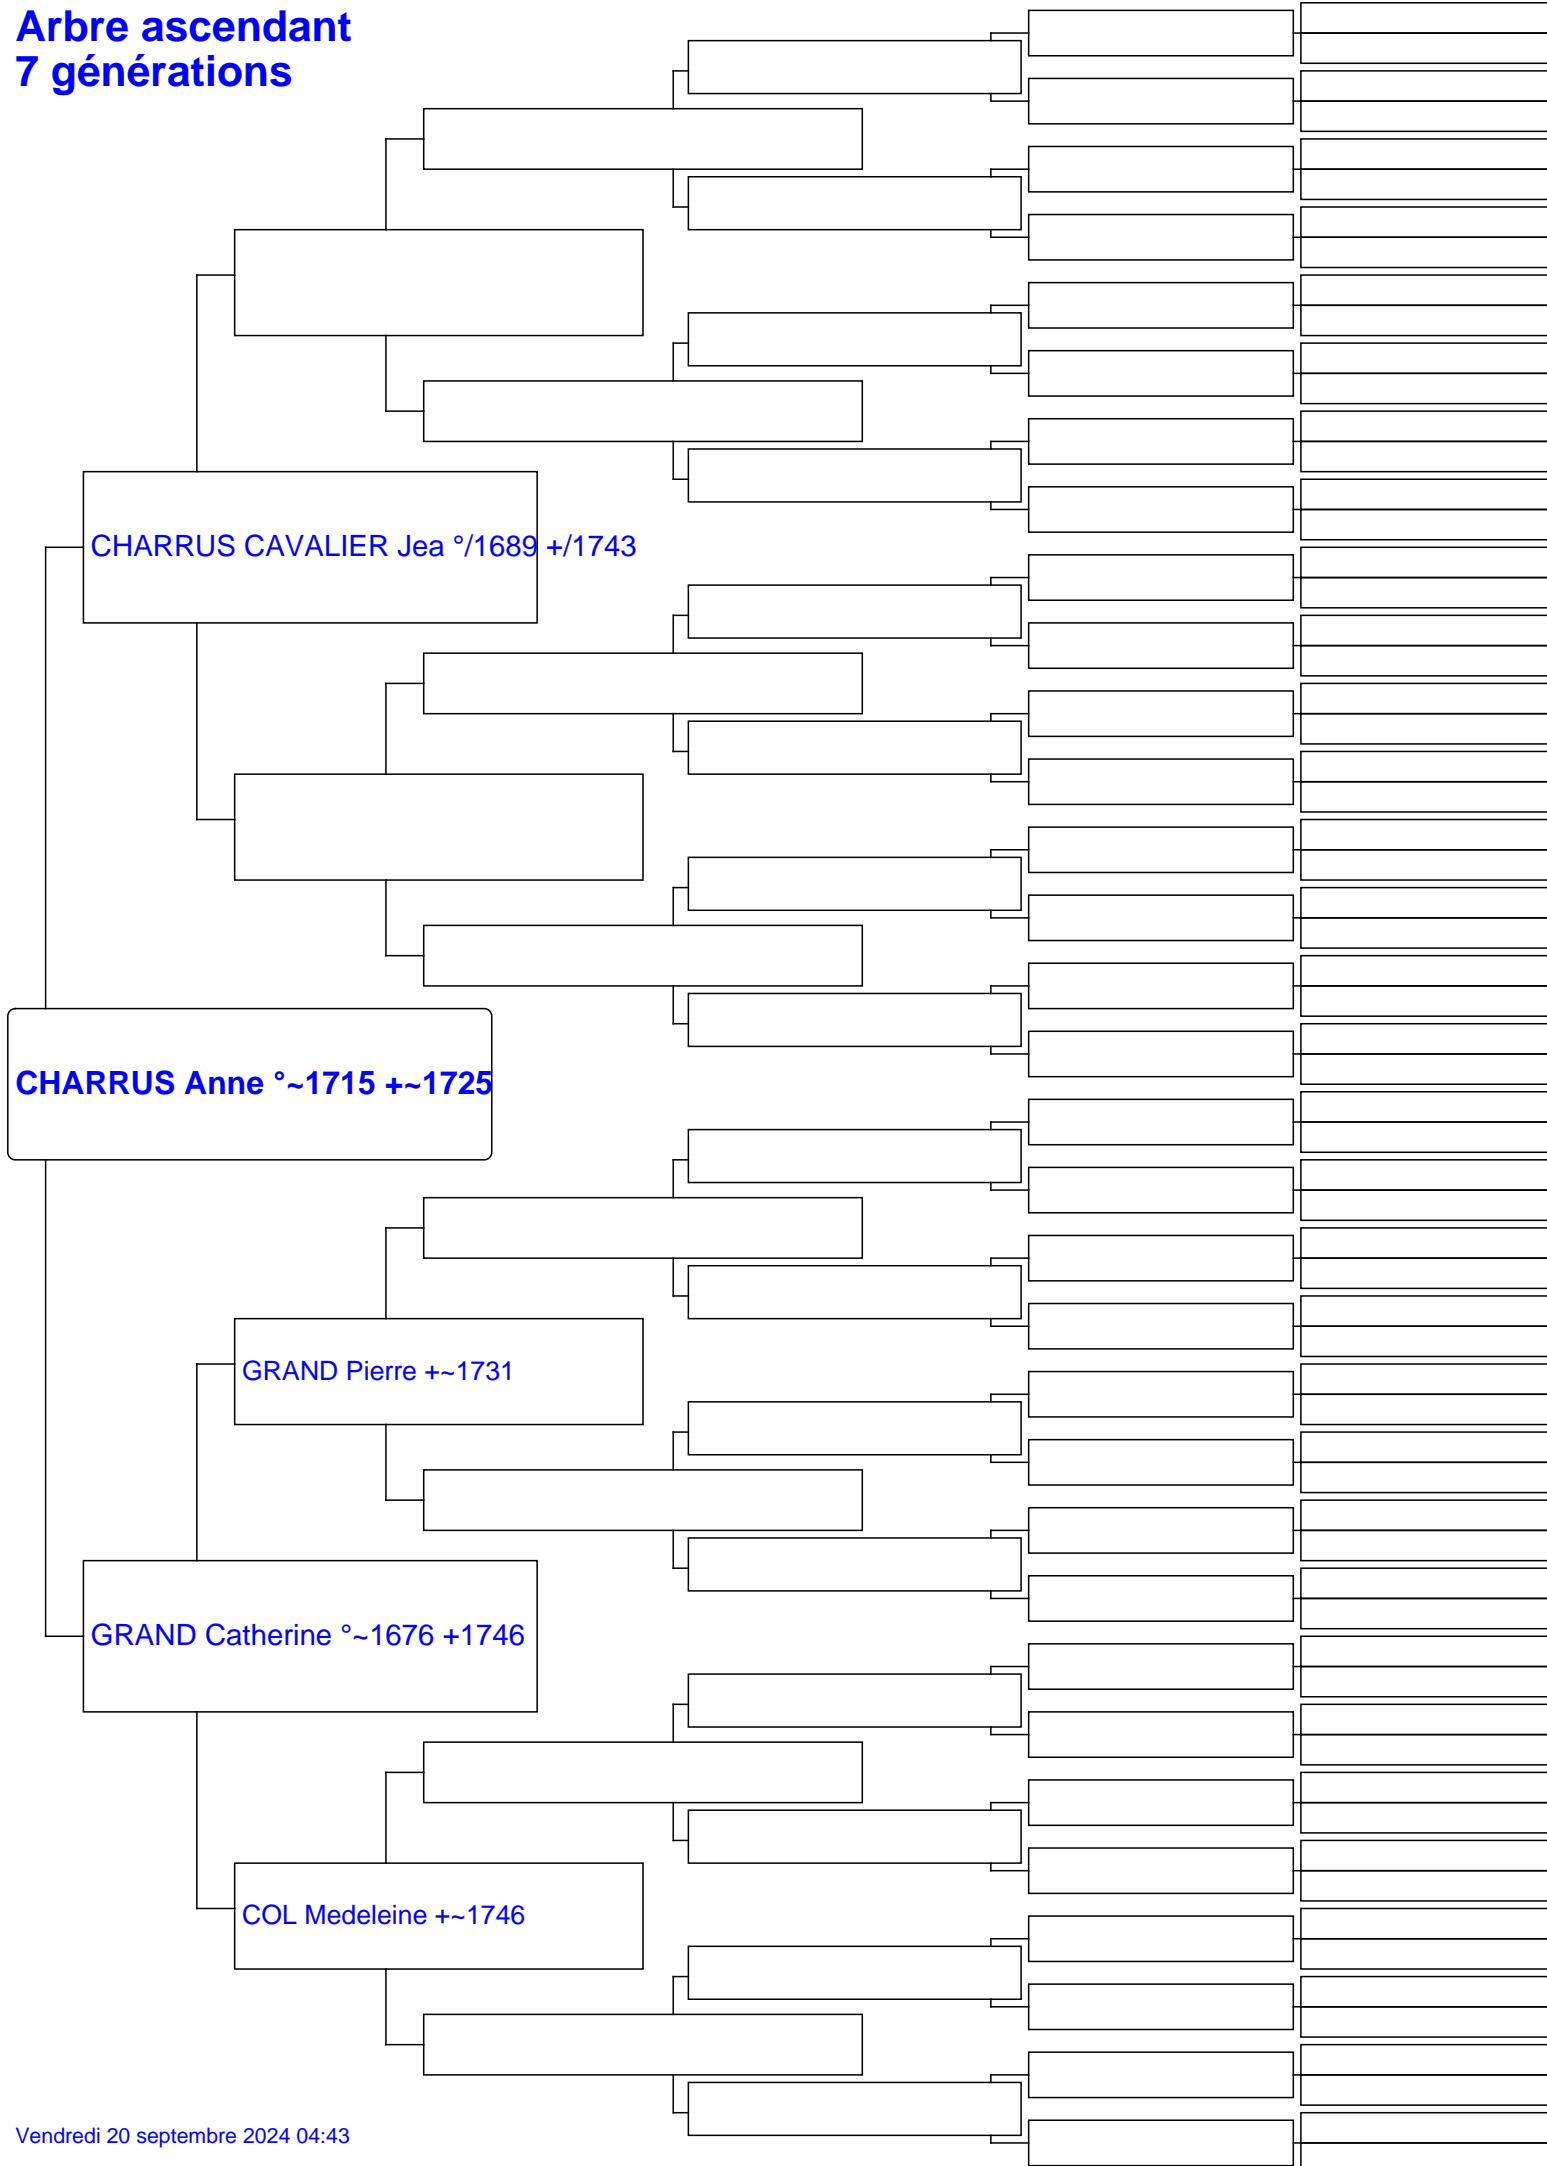 Arbre ascendant
7 générations
CHARRUS CAVALIER Jea °/1689 +/1743
CHARRUS Anne °~1715 +~1725
GRAND Pierre +~1731
GRAND Catherine °~1676 +1746
COL Medeleine +~1746
Vendredi 20 septembre 2024 04:43